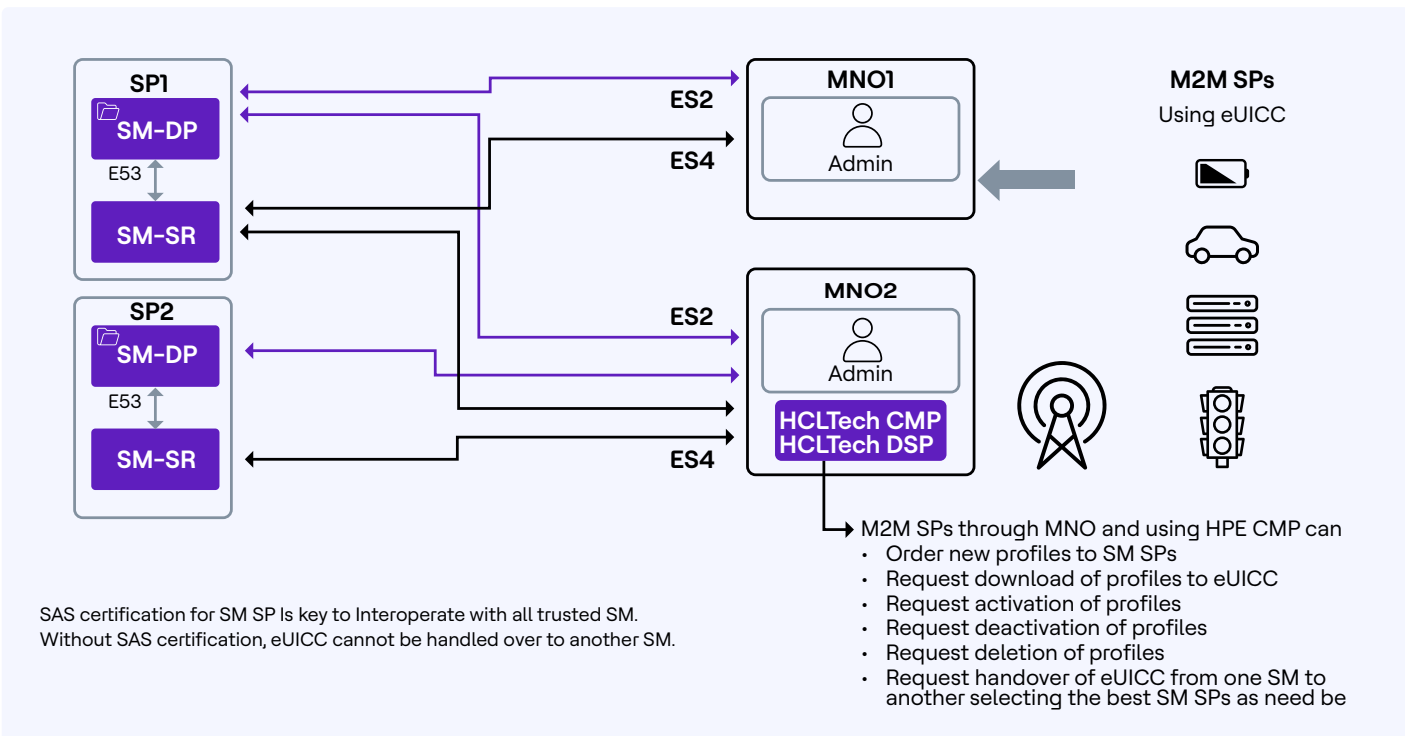 SP1
SM-DP
E53
SM-SR
SP2
SM-DP
E53
SM-SR
ES2
ES4
ES2
ES4
MNO1
Admin
MNO2
Admin
HCLTech CMP
HCLTech DSP
M2M SPs
Using eUICC
M2M SPs through MNO and using HPE CMP can
• Order new profiles to SM SPs
• Request download of profiles to eUICC
• Request activation of profiles
• Request deactivation of profiles
• Request deletion of profiles
• Request handover of eUICC from one SM to
another selecting the best SM SPs as need be
SAS certification for SM SP Is key to Interoperate with all trusted SM.
Without SAS certification, eUICC cannot be handled over to another SM.